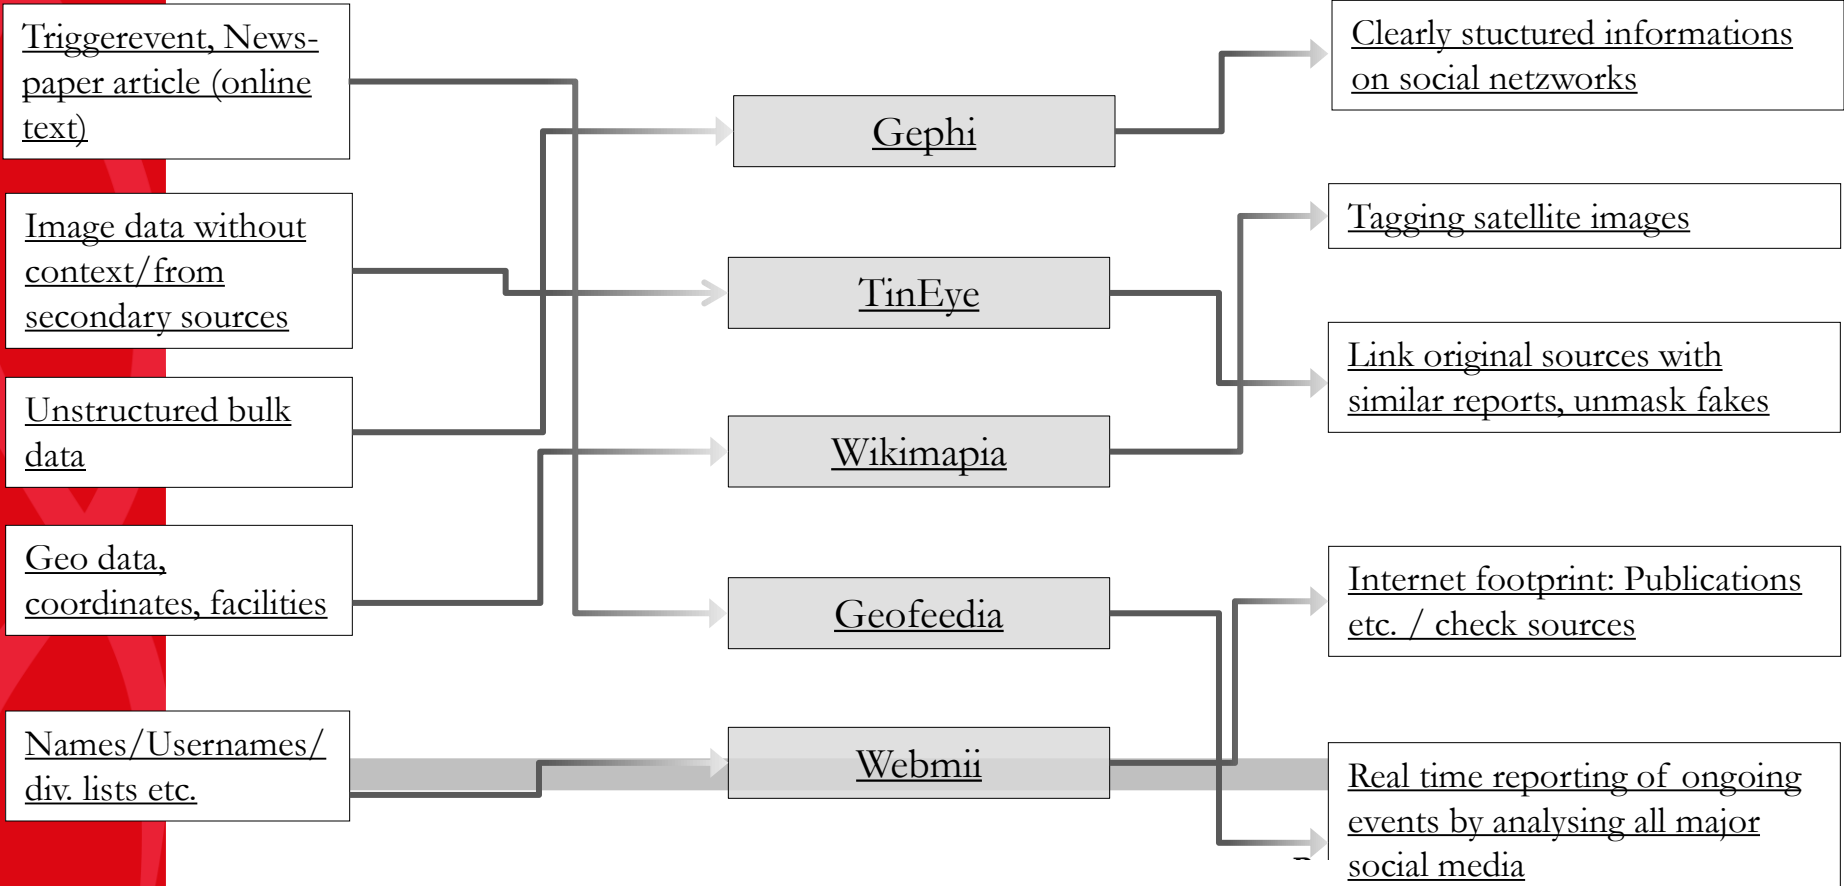 Triggerevent, News-
paper article (online
text)
Image data without
context/from
secondary sources
Unstructured bulk
data
Geo data,
coordinates, facilities
Names/Usernames/
div. lists etc.
Gephi
TinEye
Wikimapia
Geofeedia
Webmii
Clearly stuctured informations
on social netzworks
Tagging satellite images
Link original sources with
similar reports, unmask fakes
Internet footprint: Publications
etc. / check sources
Real time reporting of ongoing
events by analysing all major
social media